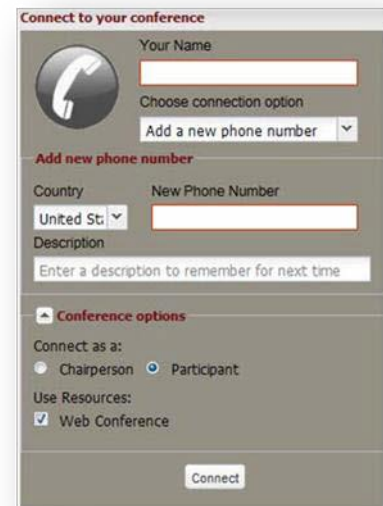 Connect to your conference
Your Name
Choose connection option
Add a new phone number
Add new phone number
Country New Phone Number
United Sta
Description
Enter a description to remember for next time
Conference options
Connect as a:
Chairperson Participant
Use Resources:
Web Conference
Connect